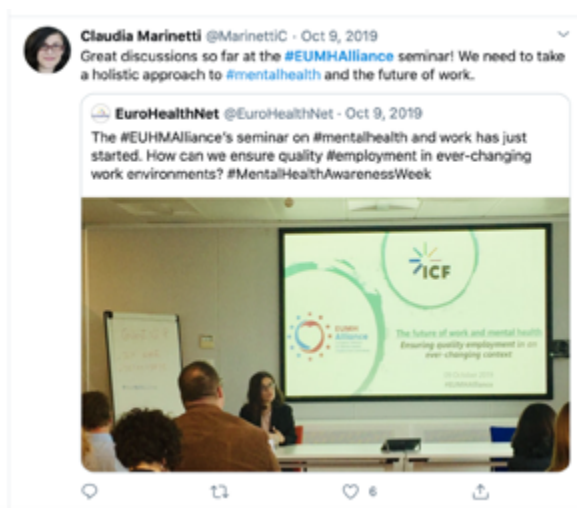 Claudia Marinetti @MarinettiC · Oct 9, 2019
Great discussions so far at the #EUMHAlliance seminar! We need to take
a holistic approach to #mentalhealth and the future of work.
EuroHealthNet @EuroHealthNet · Oct 9, 2019
The #EUHMAlliance's seminar on #mentalhealth and work has just
started. How can we ensure quality #employment in ever-changing
work environments? #MentalHealthAwarenessWeek
ICF
EUMH
Alliance
The future of work and mental health
Ensuring quality employment in an
ever-changing context
#EUMHAlliance
6